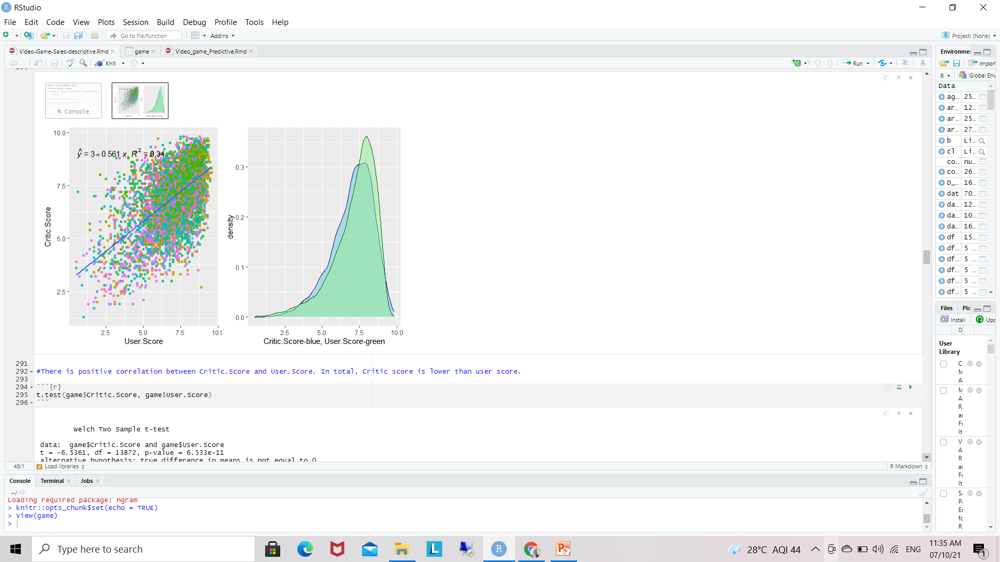 RStudio
File Edit Code View Plots Session Build Debug Profile Tools Help
Go to file/function
Addins
Project: (None)
Video-Game-Sales-descriptive.Rmd
game
Video_game_Predictive.Rmd
Knit
Run
R Console
ŷ = 3+0.561 x, R² = 0.34
10.0
7.5
5.0
2.5
Critic.Score
2.5 5.0 7.5 10.0
User.Score
0.3
0.2
0.1
0.0
density
2.5 5.0 7.5 10.0
Critic.Score-blue, User.Score-green
291
292 #There is positive correlation between Critic.Score and User.Score. In total, Critic score is lower than user score.
293
294 ```{r}
295 t.test(game$Critic.Score, game$User.Score)
296 ```
Welch Two Sample t-test
data: game$Critic.Score and game$User.Score
t = -6.5361, df = 13872, p-value = 6.533e-11
alternative hypothesis: true difference in means is not equal to 0
48:1 Load libraries
R Markdown
Console Terminal Jobs
~/
Loading required package: ngram
> knitr::opts_chunk$set(echo = TRUE)
> View(game)
>
Environmer
Import
R Global Env
Data
ag… 25…
ar… 12…
ar… 25…
ar… 27…
b Li…
cl Li…
co… nu…
co… 26…
D_… 16…
dat 70…
da… 12…
da… 10…
da… 16…
df 15…
df… 5 …
df… 5 …
df… 5 …
df… 5 …
df… 5 …
Files Plo
Install Upd
D
User
Library
Type here to search
28°C AQI 44
ENG
11:35 AM
07/10/21
1